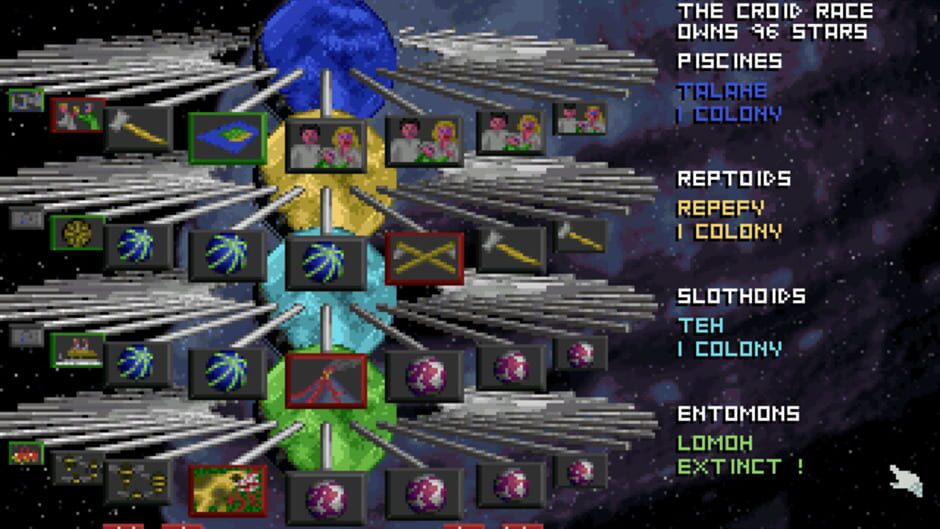 THE CROID RACE
OWNS 96 STARS
PISCINES
TALAHE
1 COLONY
REPTOIDS
REPEFY
1 COLONY
SLOTHOIDS
TEH
1 COLONY
ENTOMONS
LOMOH
EXTINCT !